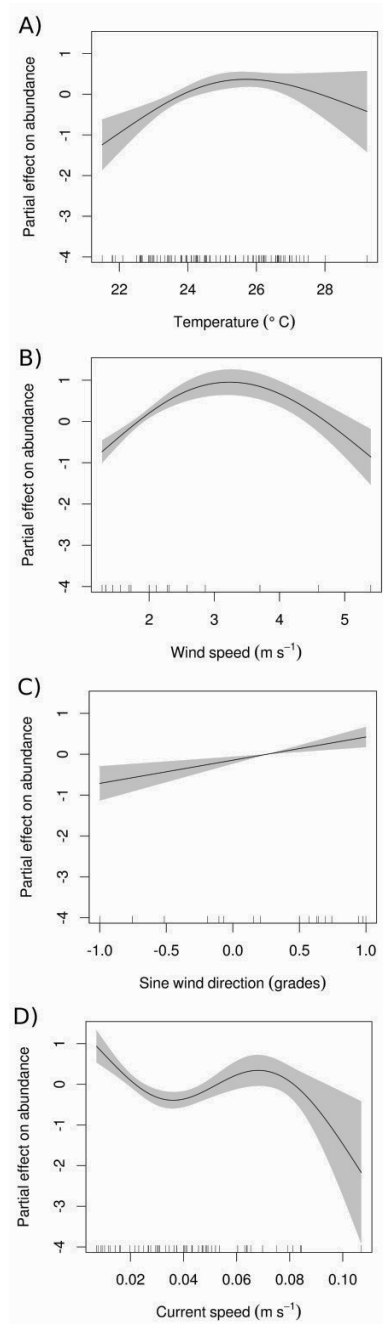 A)
Partial effect on abundance
1
0
-1
-2
-3
-4
22 24 26 28
Temperature (° C)
B)
Partial effect on abundance
1
0
-1
-2
-3
-4
2 3 4 5
Wind speed (m s⁻¹)
C)
Partial effect on abundance
1
0
-1
-2
-3
-4
-1.0 -0.5 0.0 0.5 1.0
Sine wind direction (grades)
D)
Partial effect on abundance
1
0
-1
-2
-3
-4
0.02 0.04 0.06 0.08 0.10
Current speed (m s⁻¹)